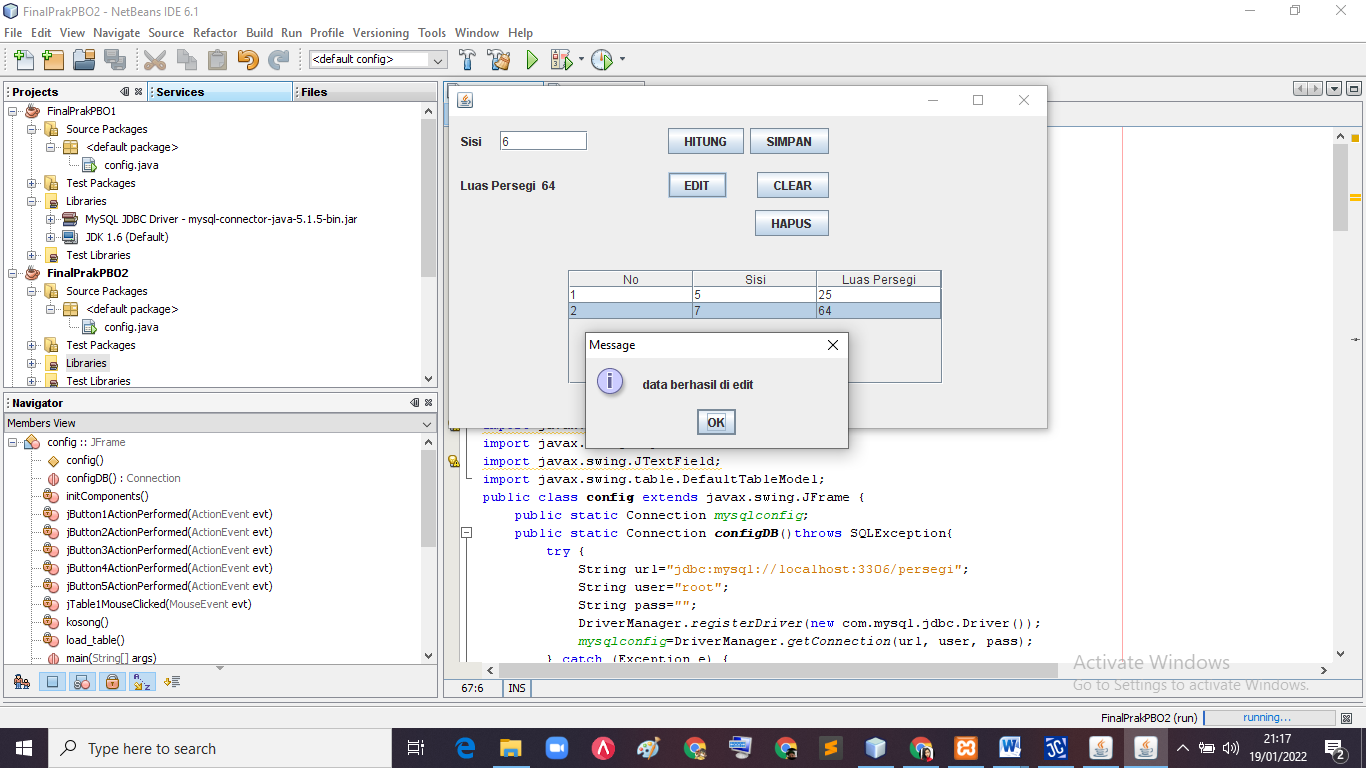 FinalPrakPBO2 - NetBeans IDE 6.1
File Edit View Navigate Source Refactor Build Run Profile Versioning Tools Window Help
<default config>
Projects
Services
Files
FinalPrakPBO1
Source Packages
<default package>
config.java
Test Packages
Libraries
MySQL JDBC Driver - mysql-connector-java-5.1.5-bin.jar
JDK 1.6 (Default)
Test Libraries
FinalPrakPBO2
Source Packages
<default package>
config.java
Test Packages
Libraries
Test Libraries
Navigator
Members View
config :: JFrame
config()
configDB() : Connection
initComponents()
jButton1ActionPerformed(ActionEvent evt)
jButton2ActionPerformed(ActionEvent evt)
jButton3ActionPerformed(ActionEvent evt)
jButton4ActionPerformed(ActionEvent evt)
jButton5ActionPerformed(ActionEvent evt)
jTable1MouseClicked(MouseEvent evt)
kosong()
load_table()
main(String[] args)
Sisi 6 HITUNG SIMPAN
Luas Persegi 64 EDIT CLEAR
HAPUS
No Sisi Luas Persegi
1 5 25
2 7 64
Message
data berhasil di edit
OK
import javax.
import javax.swing.JTextField;
import javax.swing.table.DefaultTableModel;
public class config extends javax.swing.JFrame {
public static Connection mysqlconfig;
public static Connection configDB()throws SQLException{
try {
String url="jdbc:mysql://localhost:3306/persegi";
String user="root";
String pass="";
DriverManager.registerDriver(new com.mysql.jdbc.Driver());
mysqlconfig=DriverManager.getConnection(url, user, pass);
} catch (Exception e) {
67:6 INS
Activate Windows
Go to Settings to activate Windows.
FinalPrakPBO2 (run) running...
Type here to search
21:17
19/01/2022
2